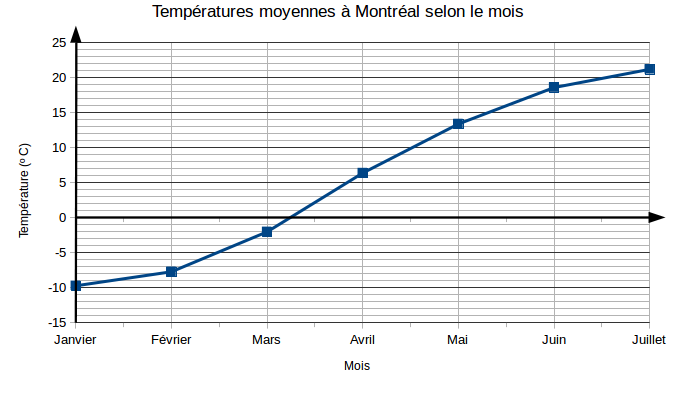 Températures moyennes à Montréal selon le mois
25
20
15
10
5
0
-5
-10
-15
Température (º C)
Janvier Février Mars Avril Mai Juin Juillet
Mois